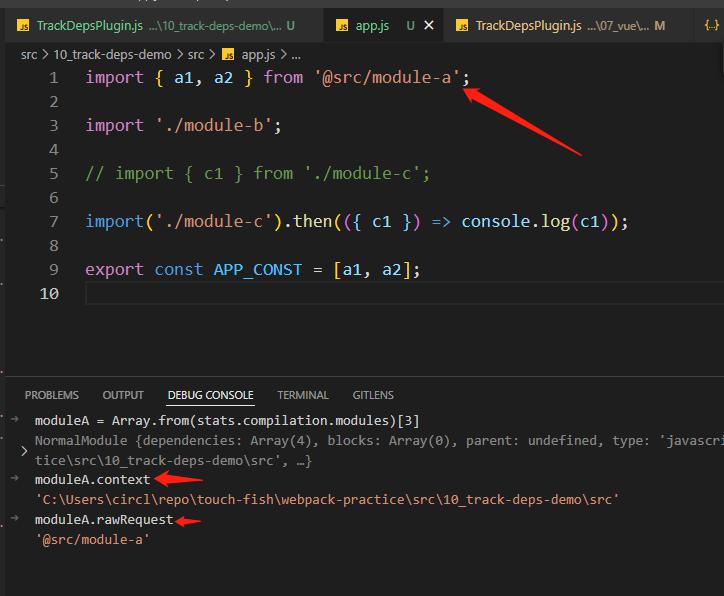 JS TrackDepsPlugin.js ...\10_track-deps-demo\... U JS app.js U JS TrackDepsPlugin.js ...\07_vue\... M
src > 10_track-deps-demo > src > JS app.js > ...
1 import { a1, a2 } from '@src/module-a';
2
3 import './module-b';
4
5 // import { c1 } from './module-c';
6
7 import('./module-c').then(({ c1 }) => console.log(c1));
8
9 export const APP_CONST = [a1, a2];
10
PROBLEMS OUTPUT DEBUG CONSOLE TERMINAL GITLENS
moduleA = Array.from(stats.compilation.modules)[3]
NormalModule {dependencies: Array(4), blocks: Array(0), parent: undefined, type: 'javascri
tice\src\10_track-deps-demo\src', …}
moduleA.context
'C:\Users\circl\repo\touch-fish\webpack-practice\src\10_track-deps-demo\src'
moduleA.rawRequest
'@src/module-a'